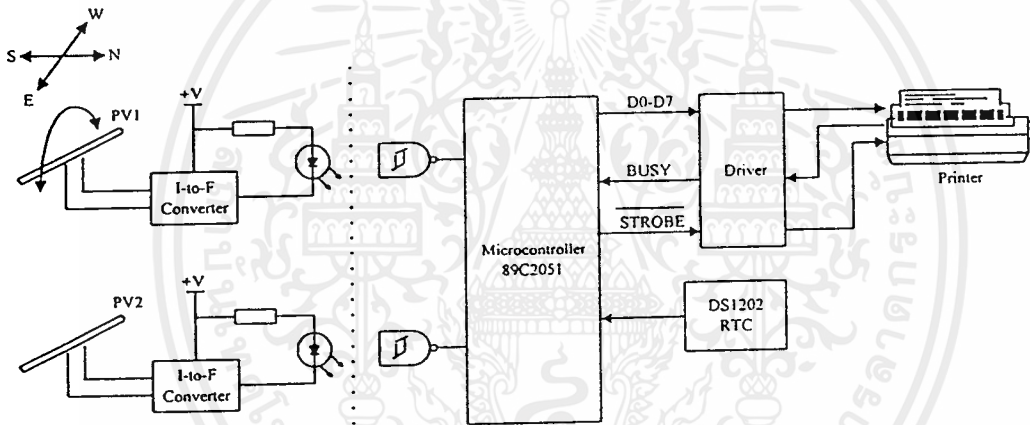 W
S
N
E
+V
PV1
I-to-F
Converter
+V
PV2
I-to-F
Converter
Microcontroller
89C2051
D0-D7
BUSY
STROBE
Driver
Printer
DS1202
RTC